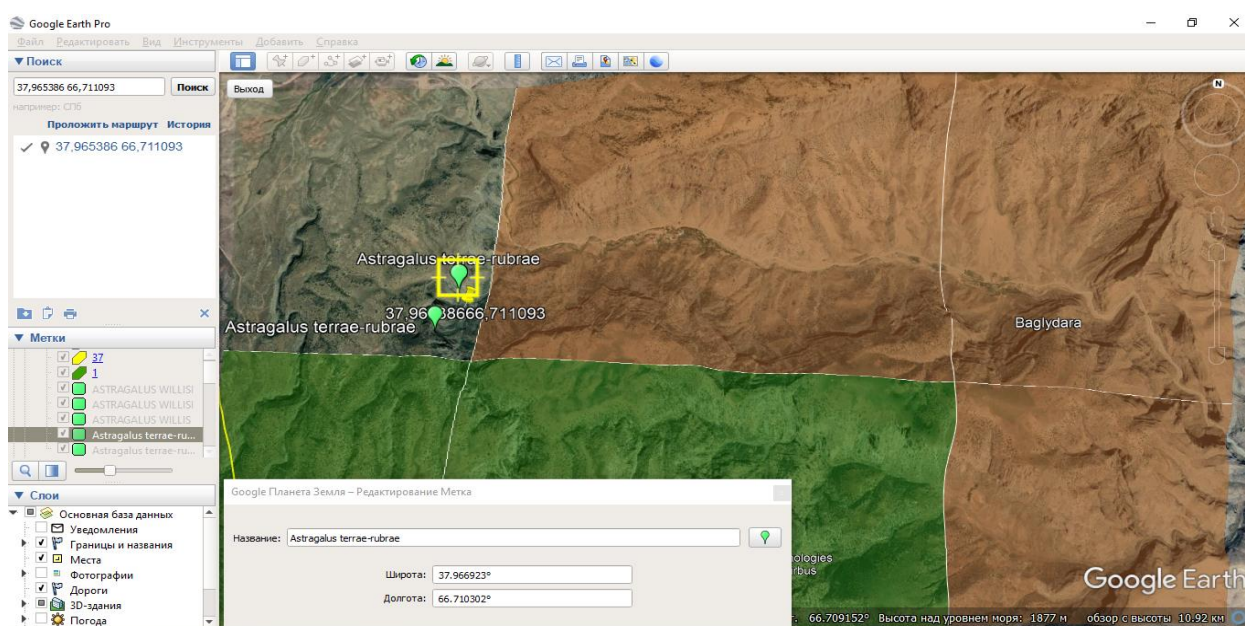 Google Earth Pro
Файл Редактировать Вид Инструменты Добавить Справка
Поиск
37,965386 66,711093
Поиск
например: СПб
Проложить маршрут История
37,965386 66,711093
Метки
37
1
ASTRAGALUS WILLISI
ASTRAGALUS WILLISI
ASTRAGALUS WILLIS
Astragalus terrae-ru...
Astragalus terrae-ru...
Слои
Основная база данных
Уведомления
Границы и названия
Места
Фотографии
Дороги
3D-здания
Погода
Выход
N
Astragalus terrae-rubrae
66,711093
Astragalus terrae-rubrae
Baglydara
Google Планета Земля – Редактирование Метка
Название: Astragalus terrae-rubrae
Широта: 37.966923°
Долгота: 66.710302°
Google Earth
66.709152° Высота над уровнем моря: 1877 м обзор с высоты 10.92 км